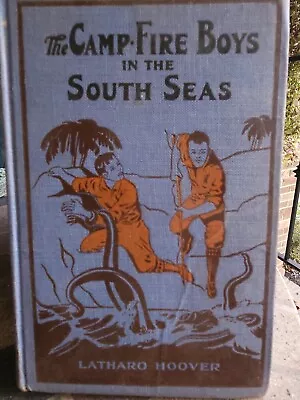 The CAMP-FIRE BOYS
IN THE
SOUTH SEAS
LATHARO HOOVER